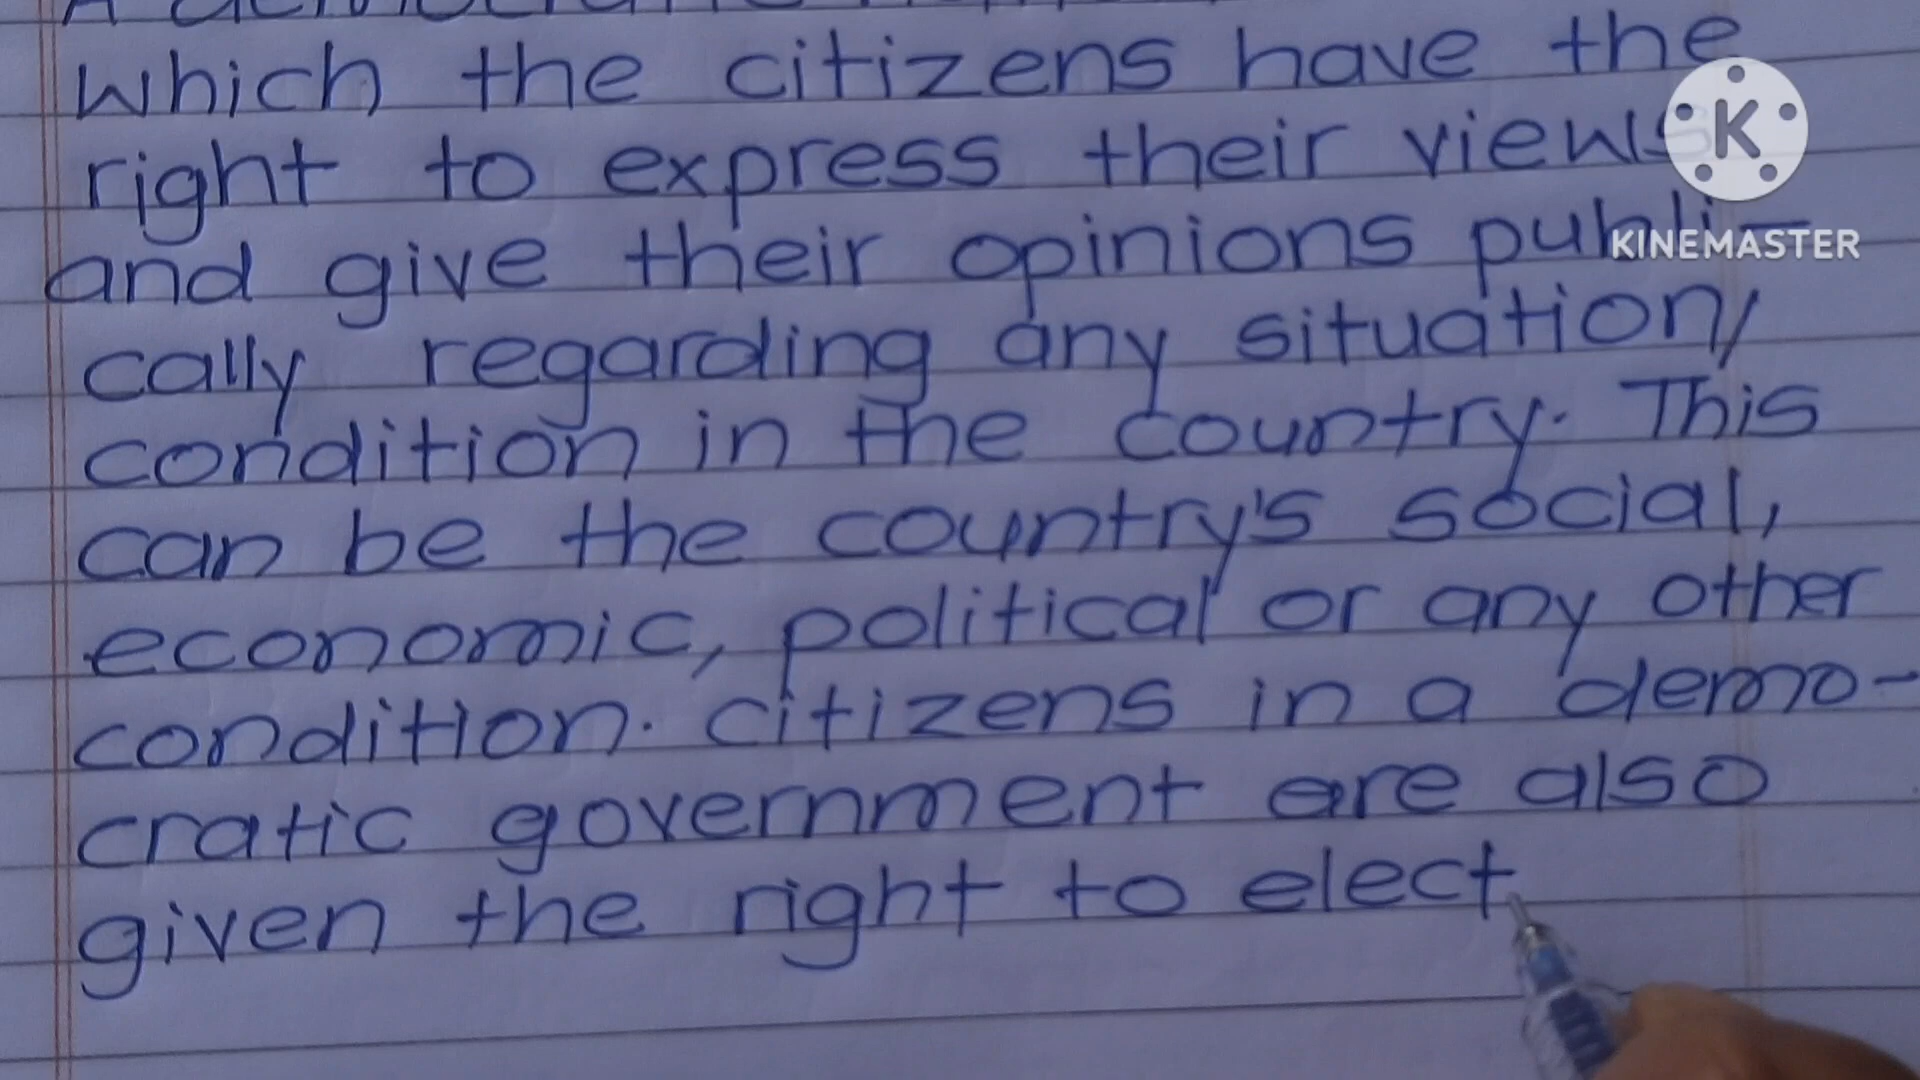 A democratic
which the citizens have the
right to express their views
and give their opinions publi-
cally regarding any situation/
condition in the country. This
can be the country's social,
economic, political or any other
condition. citizens in a demo-
cratic government are also
given the right to elect
K
KINEMASTER